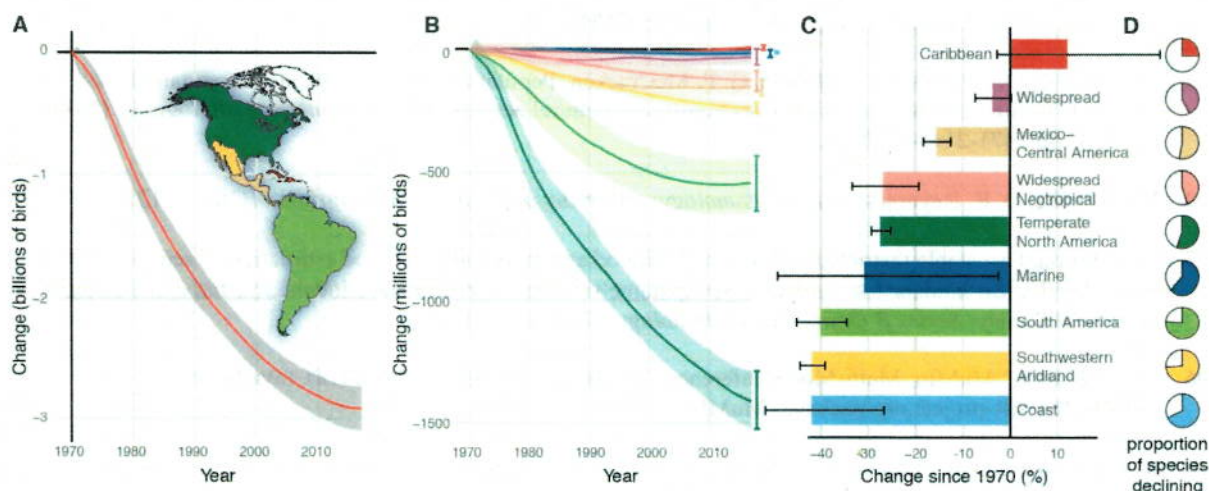 A
0
−1
−2
−3
Change (billions of birds)
1970 1980 1990 2000 2010
Year
B
0
−500
−1000
−1500
Change (millions of birds)
1970 1980 1990 2000 2010
Year
C
Caribbean
Widespread
Mexico–
Central America
Widespread
Neotropical
Temperate
North America
Marine
South America
Southwestern
Aridland
Coast
−40 −30 −20 −10 0 10
Change since 1970 (%)
D
proportion
of species
declining